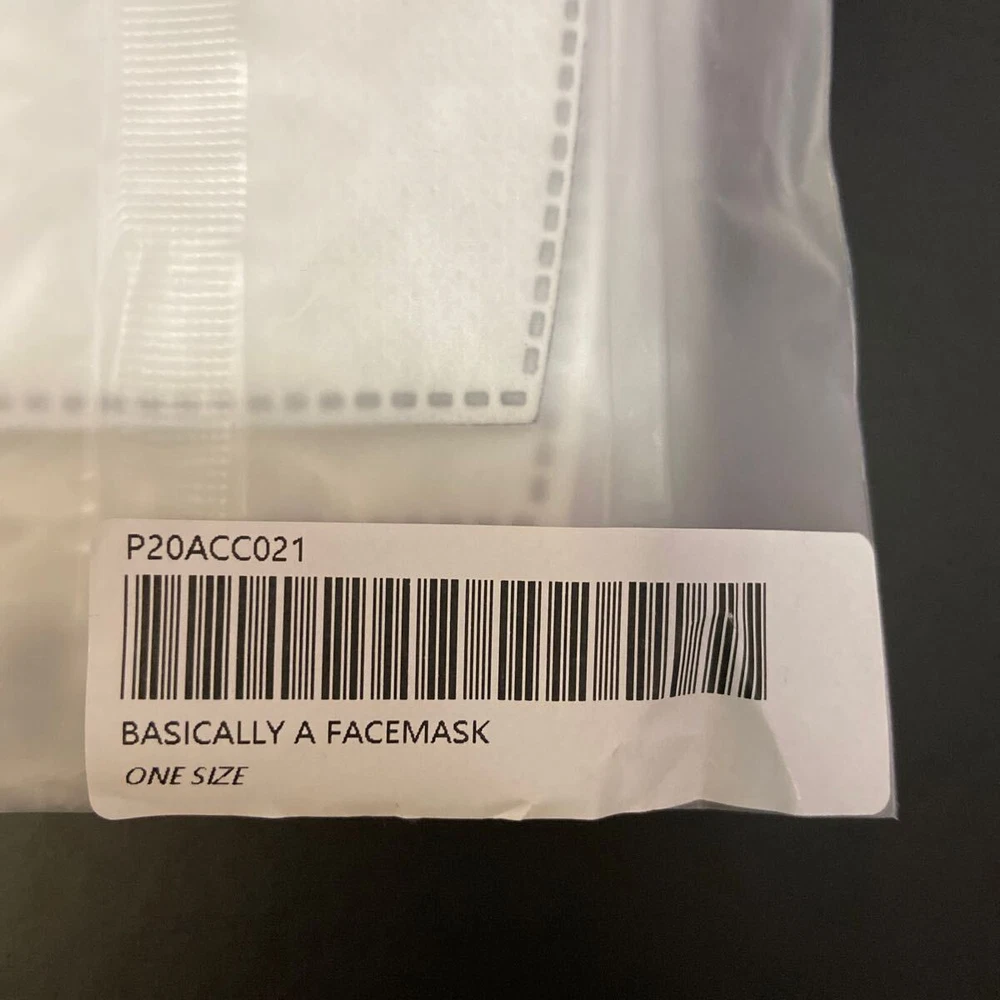 P20ACC021
BASICALLY A FACEMASK
ONE SIZE